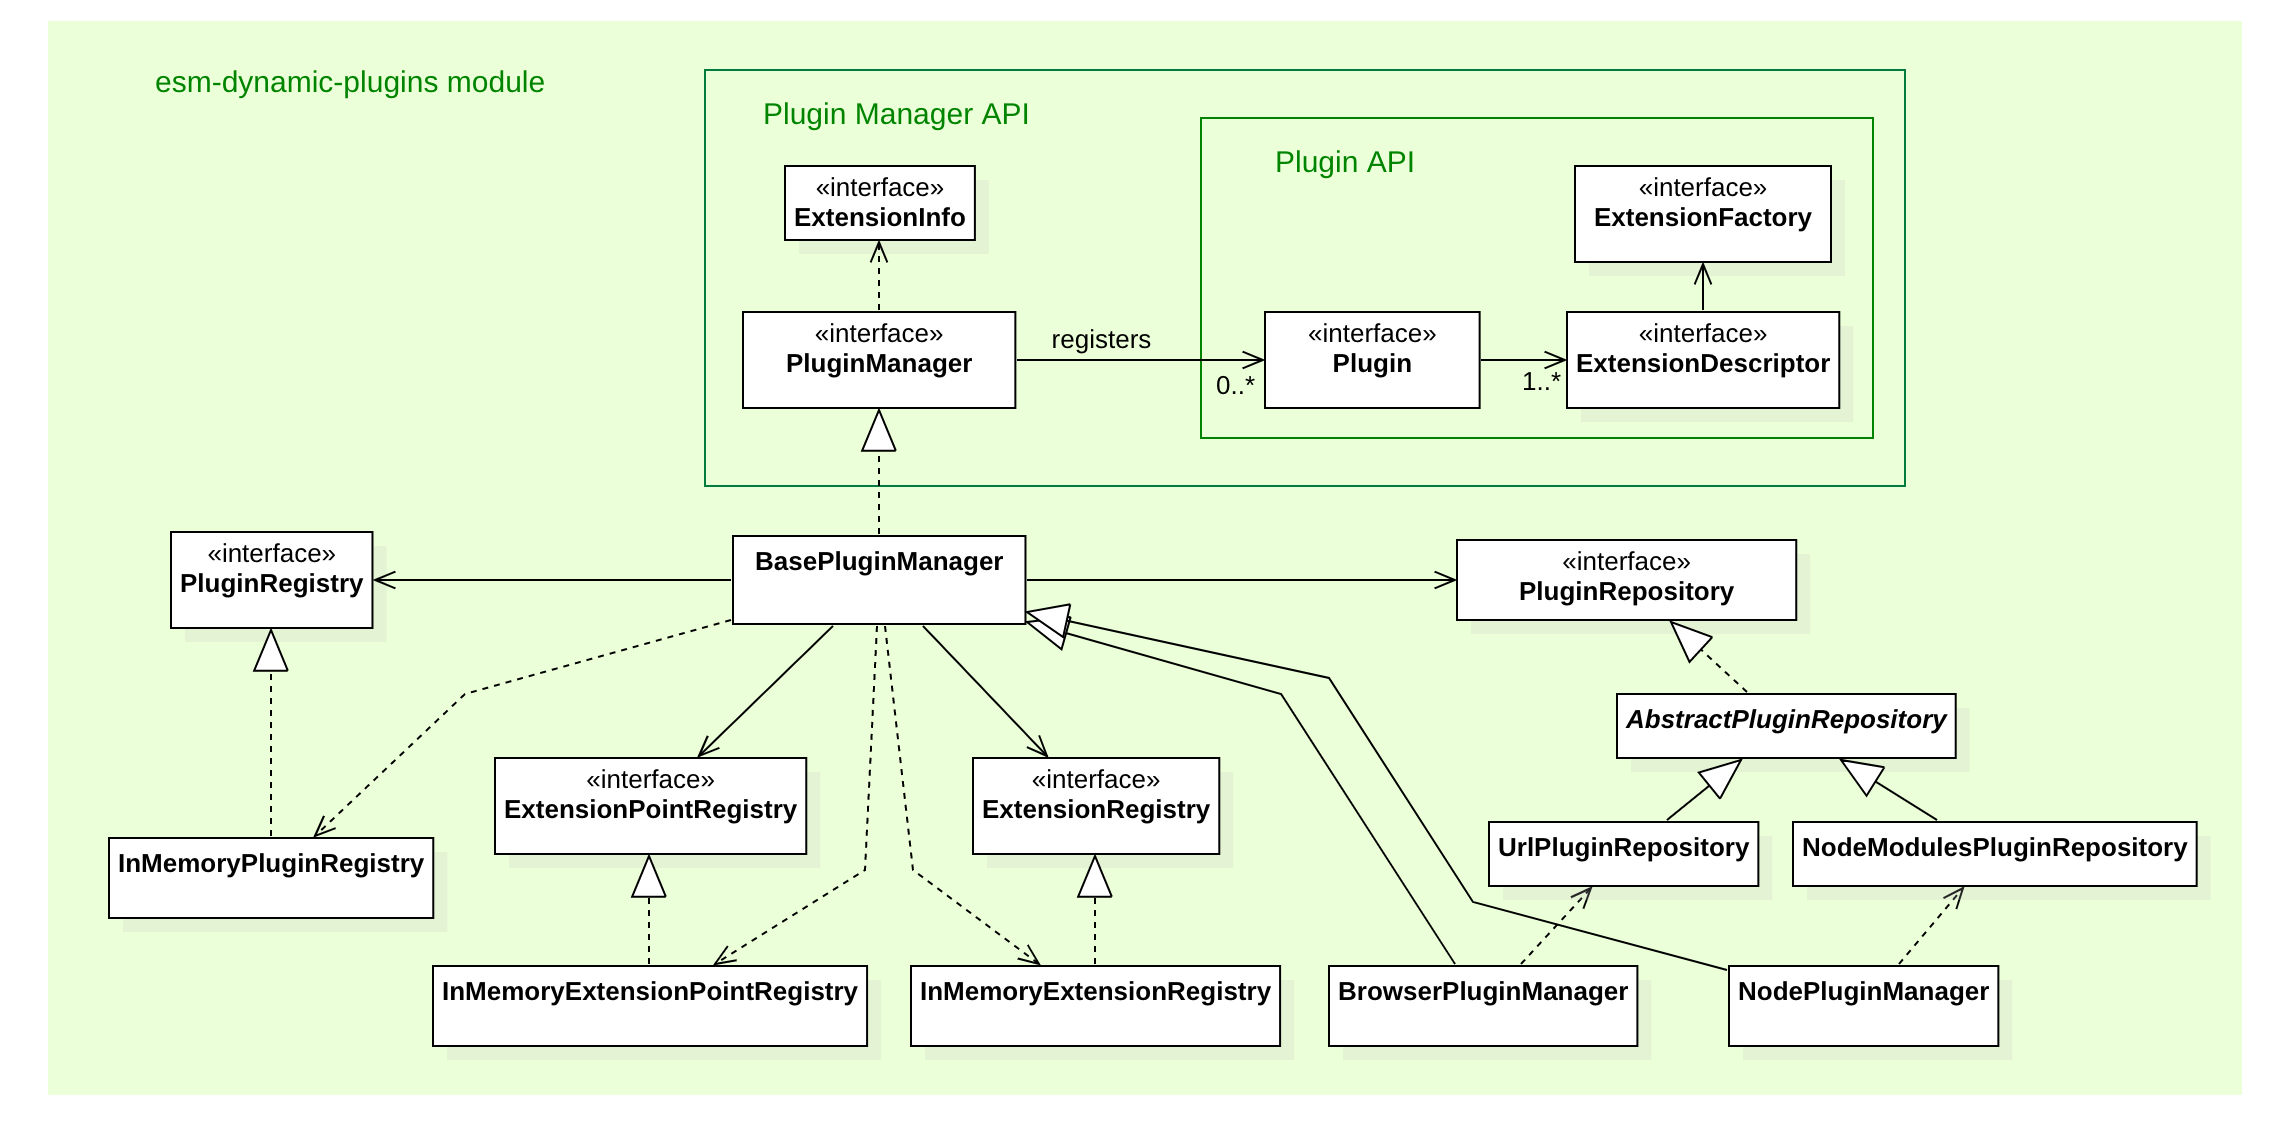 esm-dynamic-plugins module
Plugin Manager API
Plugin API
«interface»
ExtensionInfo
«interface»
ExtensionFactory
«interface»
PluginManager
registers
0..*
«interface»
Plugin
1..*
«interface»
ExtensionDescriptor
«interface»
PluginRegistry
BasePluginManager
«interface»
PluginRepository
AbstractPluginRepository
«interface»
ExtensionPointRegistry
«interface»
ExtensionRegistry
InMemoryPluginRegistry
UrlPluginRepository
NodeModulesPluginRepository
InMemoryExtensionPointRegistry
InMemoryExtensionRegistry
BrowserPluginManager
NodePluginManager